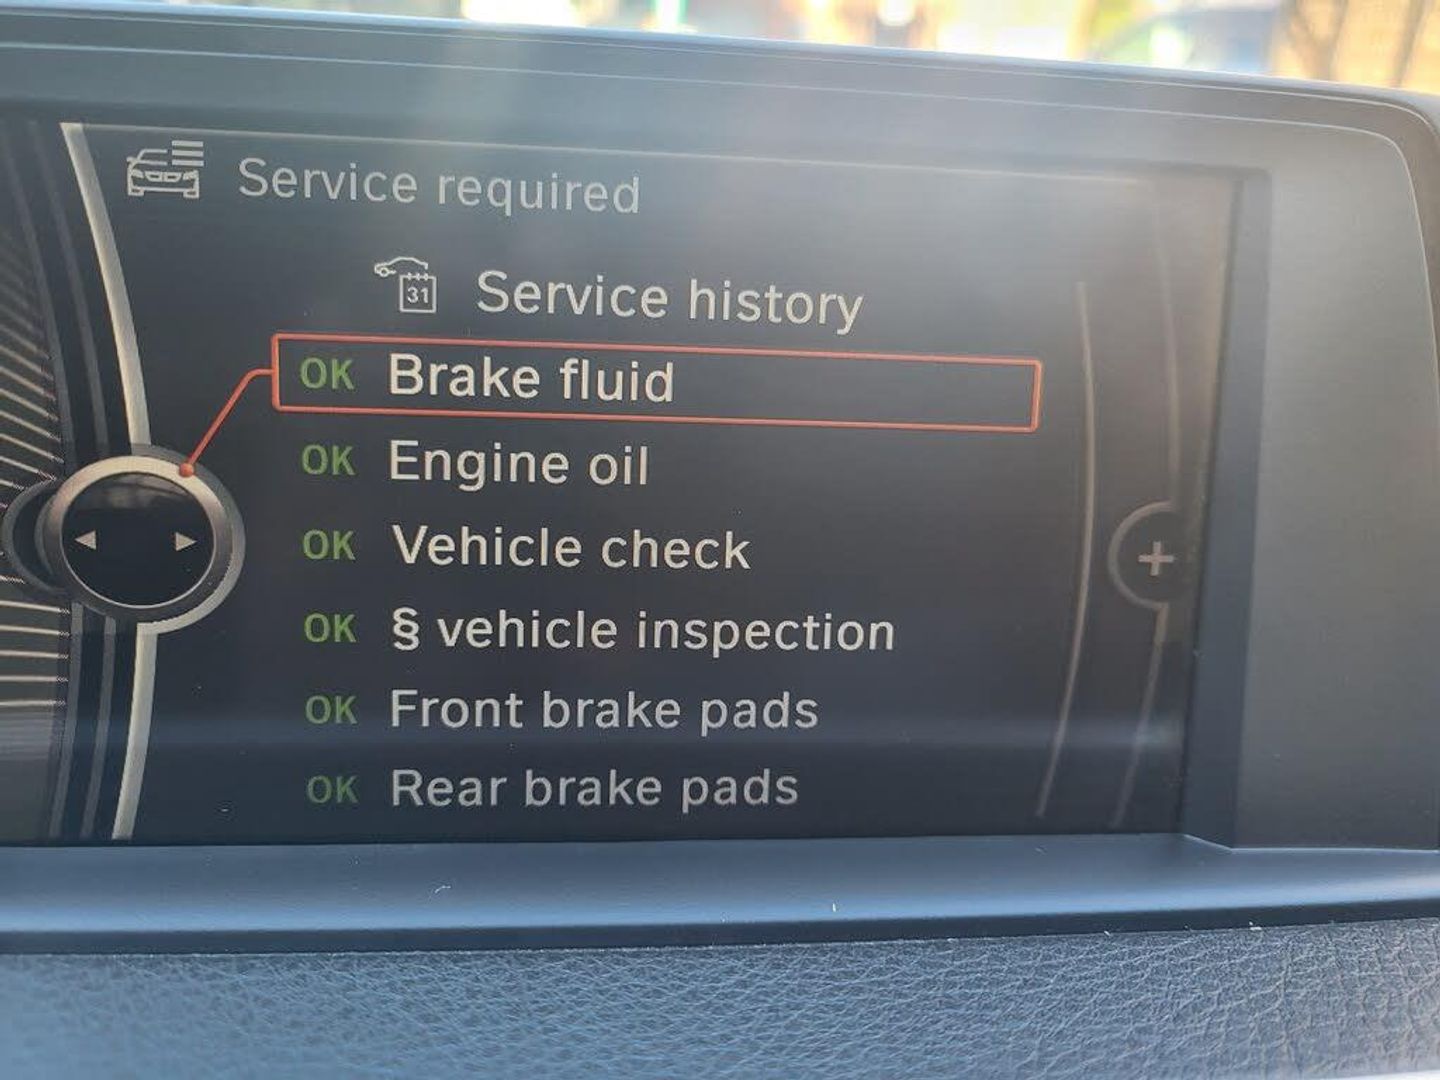 Service required
31 Service history
OK Brake fluid
OK Engine oil
OK Vehicle check
OK § vehicle inspection
OK Front brake pads
OK Rear brake pads